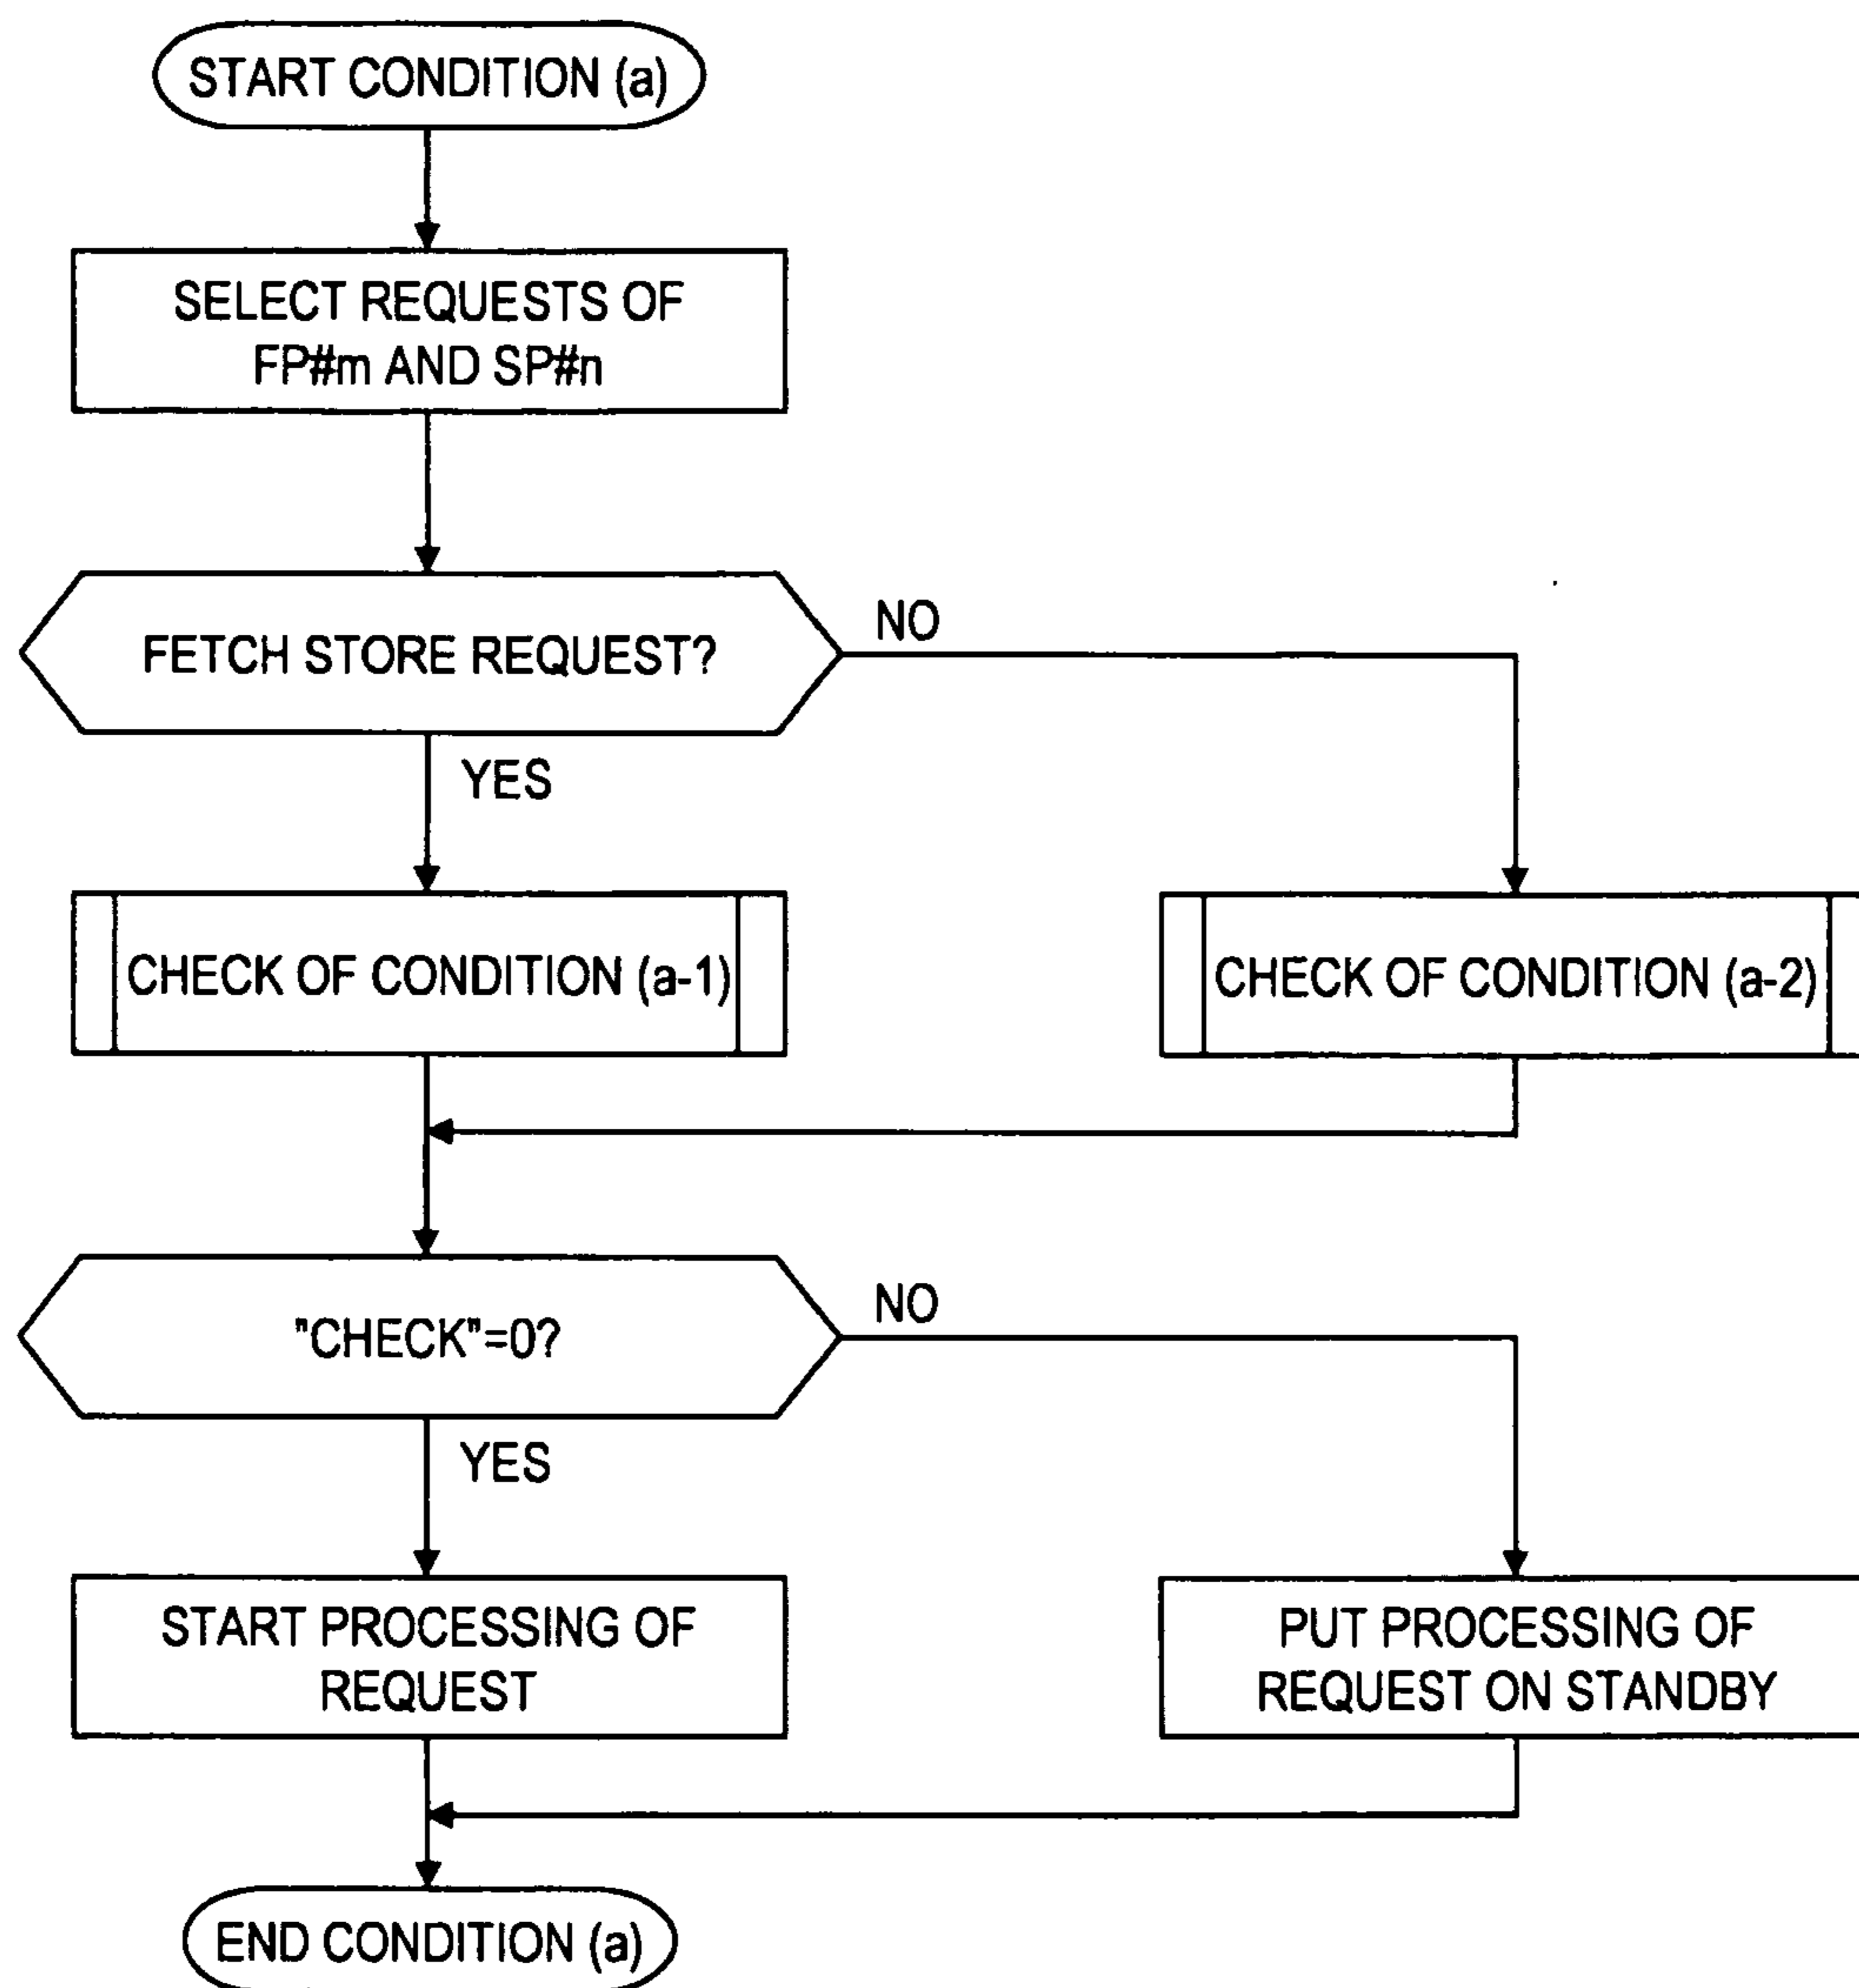 START CONDITION (a)
SELECT REQUESTS OF
FP#m AND SP#n
FETCH STORE REQUEST?
NO
YES
CHECK OF CONDITION (a-1)
CHECK OF CONDITION (a-2)
"CHECK"=0?
NO
YES
START PROCESSING OF
REQUEST
PUT PROCESSING OF
REQUEST ON STANDBY
END CONDITION (a)